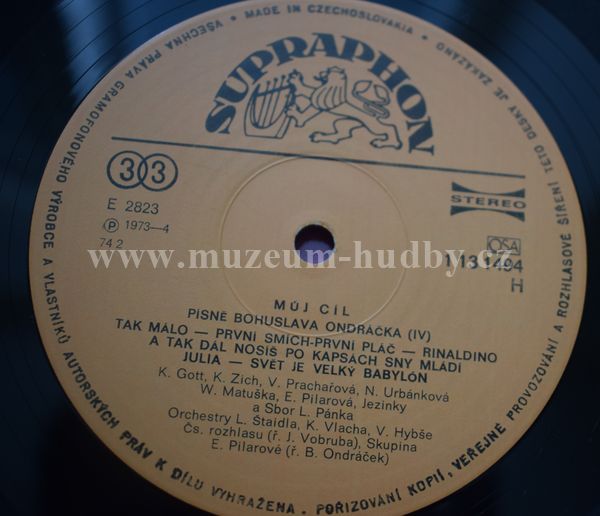 VŠECHNA PRÁVA GRAMOFONOVÉHO VÝROBCE A VLASTNÍKŮ AUTORSKÝCH PRÁV K DÍLU VYHRAŽENA. POŘIZOVÁNÍ KOPIÍ, VEŘEJNÉ PROVOZOVÁNÍ A ROZHLASOVÉ ŠÍŘENÍ TÉTO DESKY JE ZAKÁZÁNO
MADE IN CZECHOSLOVAKIA
SUPRAPHON
33
STEREO
E 2823
Ⓟ 1973—4
74 2
OSA
1 13 1494
H
www.muzeum-hudby.cz
MŮJ CÍL
PÍSNĚ BOHUSLAVA ONDRÁČKA (IV)
TAK MÁLO — PRVNÍ SMÍCH-PRVNÍ PLÁČ — RINALDINO
A TAK DÁL NOSÍŠ PO KAPSÁCH SNY MLÁDÍ
JULIA — SVĚT JE VELKÝ BABYLÓN
K. Gott, K. Zich, V. Prachařová, N. Urbánková
W. Matuška, E. Pilarová, Jezinky
a Sbor L. Pánka
Orchestry L. Štaidla, K. Vlacha, V. Hybše
Čs. rozhlasu (ř. J. Vobruba), Skupina
E. Pilarové (ř. B. Ondráček)